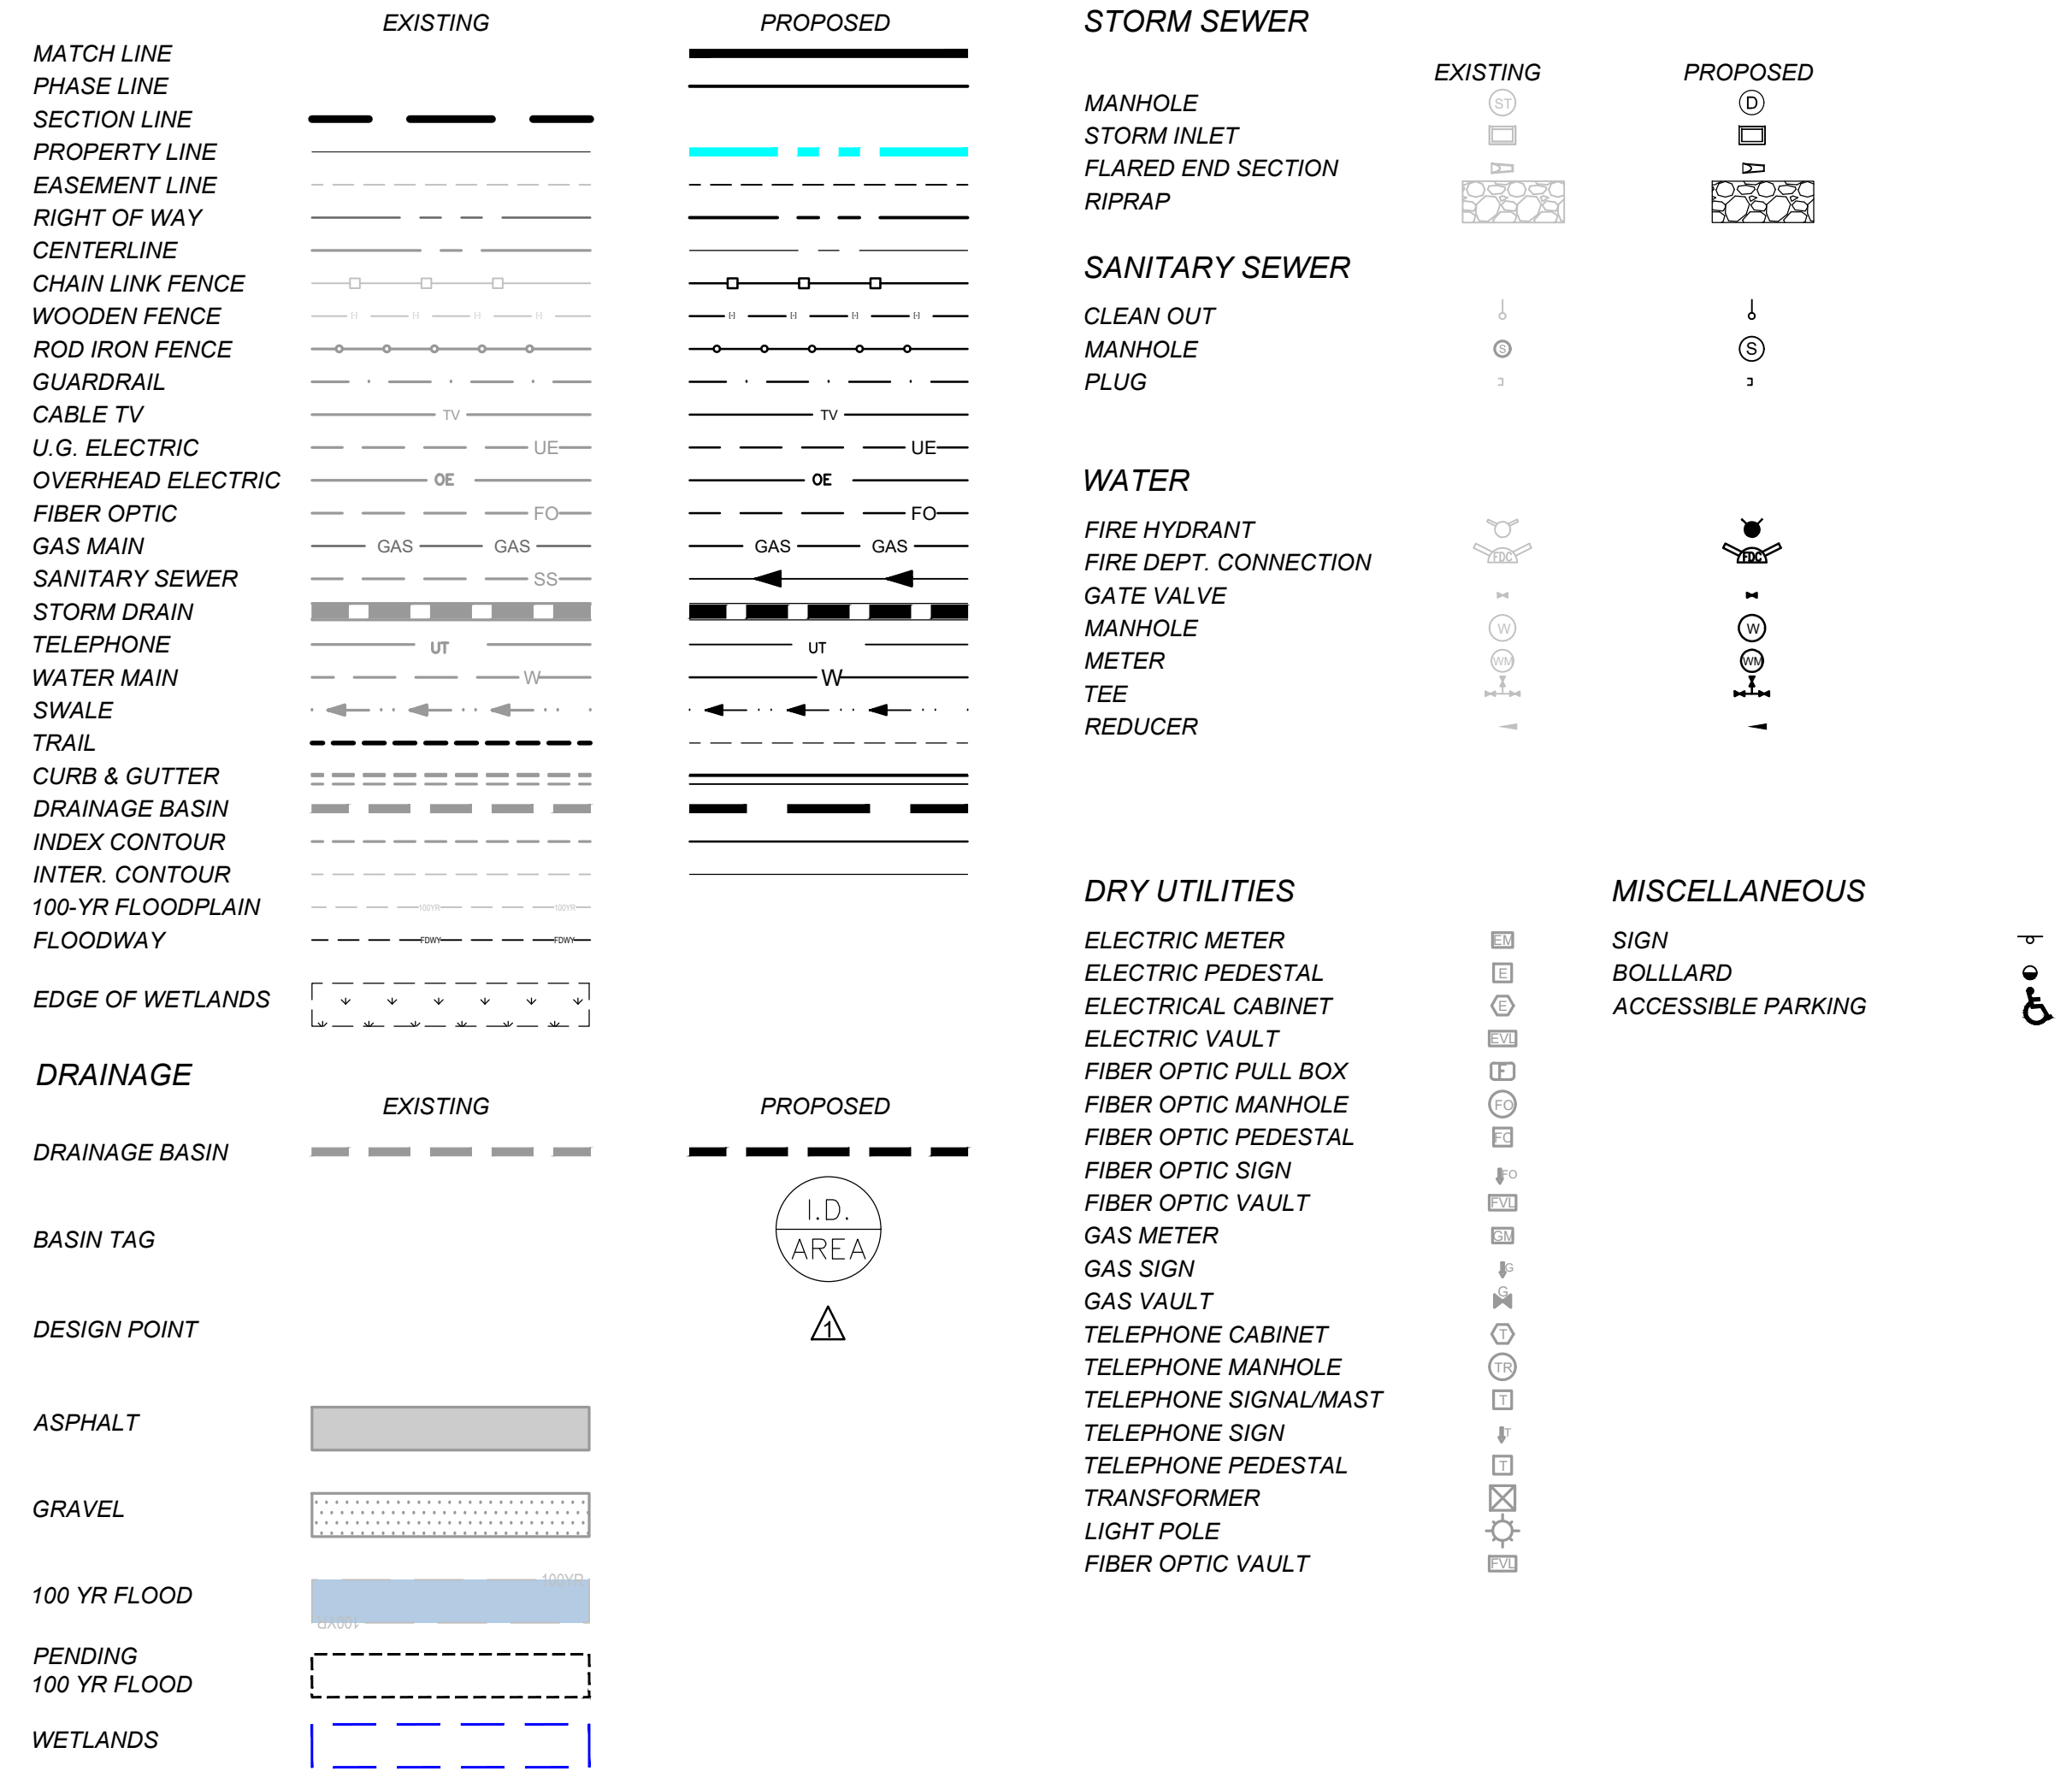 EXISTING PROPOSED
MATCH LINE
PHASE LINE
SECTION LINE
PROPERTY LINE
EASEMENT LINE
RIGHT OF WAY
CENTERLINE
CHAIN LINK FENCE
WOODEN FENCE
ROD IRON FENCE
GUARDRAIL
CABLE TV TV TV
U.G. ELECTRIC UE UE
OVERHEAD ELECTRIC OE OE
FIBER OPTIC FO FO
GAS MAIN GAS GAS GAS GAS
SANITARY SEWER SS
STORM DRAIN
TELEPHONE UT UT
WATER MAIN W W
SWALE
TRAIL
CURB & GUTTER
DRAINAGE BASIN
INDEX CONTOUR
INTER. CONTOUR
100-YR FLOODPLAIN 100YR 100YR
FLOODWAY FDWY FDWY
EDGE OF WETLANDS
DRAINAGE
EXISTING PROPOSED
DRAINAGE BASIN
BASIN TAG I.D.
AREA
DESIGN POINT 1
ASPHALT
GRAVEL
100 YR FLOOD 100YR
100YR
PENDING
100 YR FLOOD
WETLANDS
STORM SEWER
EXISTING PROPOSED
MANHOLE ST D
STORM INLET
FLARED END SECTION
RIPRAP
SANITARY SEWER
CLEAN OUT
MANHOLE S S
PLUG
WATER
FIRE HYDRANT
FIRE DEPT. CONNECTION FDC FDC
GATE VALVE
MANHOLE W W
METER WM WM
TEE
REDUCER
DRY UTILITIES
ELECTRIC METER EM
ELECTRIC PEDESTAL E
ELECTRICAL CABINET E
ELECTRIC VAULT EVL
FIBER OPTIC PULL BOX F
FIBER OPTIC MANHOLE FO
FIBER OPTIC PEDESTAL FO
FIBER OPTIC SIGN FO
FIBER OPTIC VAULT FVL
GAS METER GM
GAS SIGN G
GAS VAULT G
TELEPHONE CABINET T
TELEPHONE MANHOLE TR
TELEPHONE SIGNAL/MAST T
TELEPHONE SIGN T
TELEPHONE PEDESTAL T
TRANSFORMER
LIGHT POLE
FIBER OPTIC VAULT FVL
MISCELLANEOUS
SIGN
BOLLLARD
ACCESSIBLE PARKING